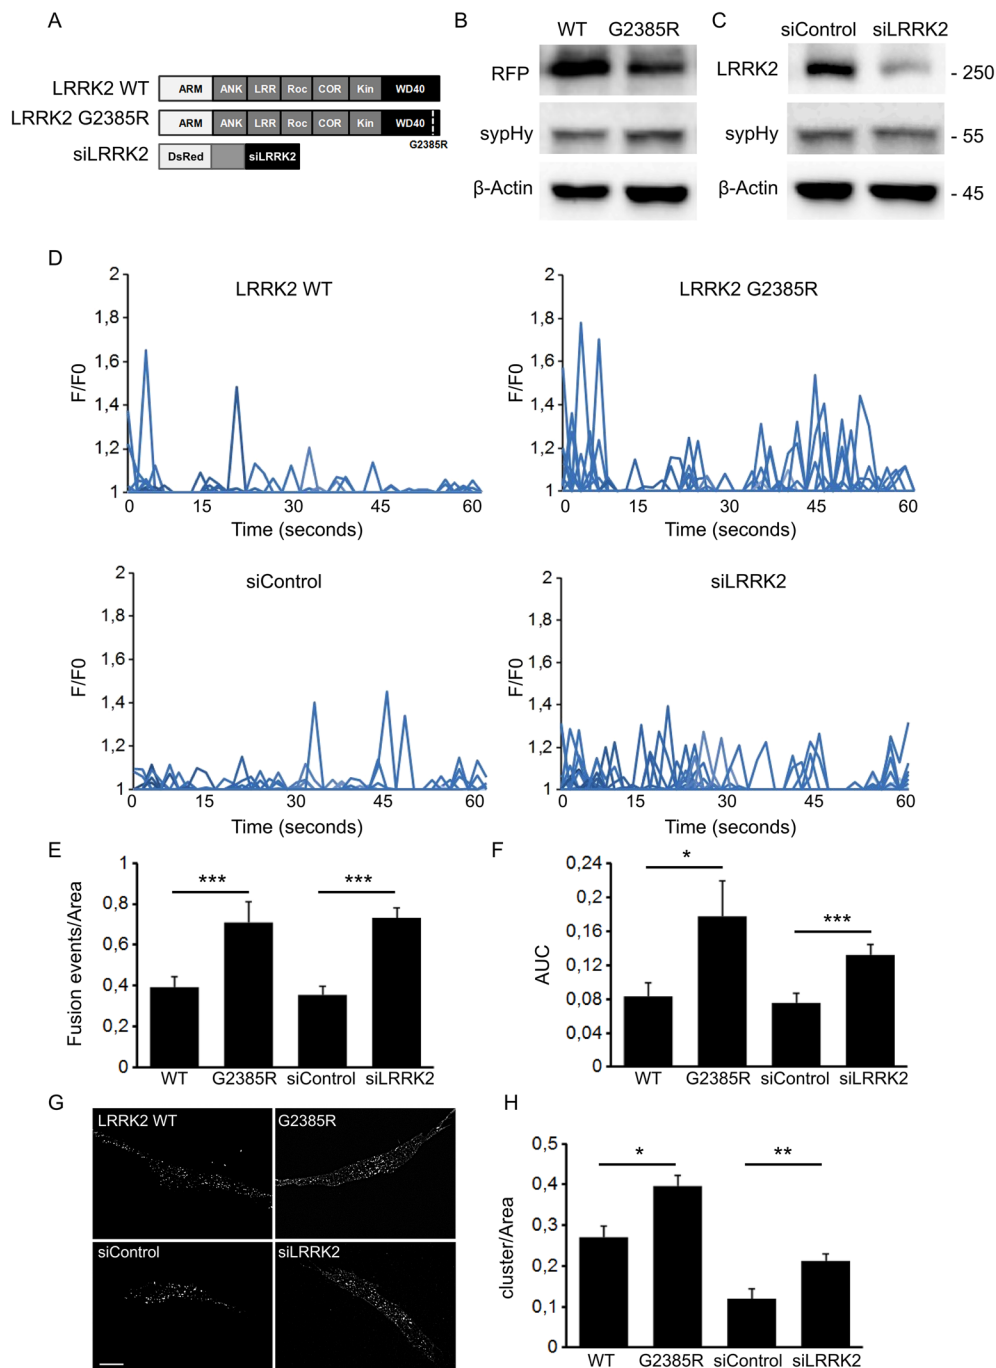 A
LRRK2 WT
ARM ANK LRR Roc COR Kin WD40
LRRK2 G2385R
ARM ANK LRR Roc COR Kin WD40
G2385R
siLRRK2
DsRed siLRRK2
B
WT G2385R
RFP
sypHy
β-Actin
C
siControl siLRRK2
LRRK2 - 250
sypHy - 55
β-Actin - 45
D
LRRK2 WT
F/F0
2
1,8
1,6
1,4
1,2
1
0 15 30 45 60
Time (seconds)
LRRK2 G2385R
F/F0
2
1,8
1,6
1,4
1,2
1
0 15 30 45 60
Time (seconds)
siControl
F/F0
2
1,8
1,6
1,4
1,2
1
0 15 30 45 60
Time (seconds)
siLRRK2
F/F0
2
1,8
1,6
1,4
1,2
1
0 15 30 45 60
Time (seconds)
E
Fusion events/Area
1
0,8
0,6
0,4
0,2
0
*** ***
WT G2385R siControl siLRRK2
F
AUC
0,24
0,2
0,16
0,12
0,08
0,04
0
* ***
WT G2385R siControl siLRRK2
G
LRRK2 WT G2385R
siControl siLRRK2
H
cluster/Area
0,5
0,4
0,3
0,2
0,1
0
* **
WT G2385R siControl siLRRK2